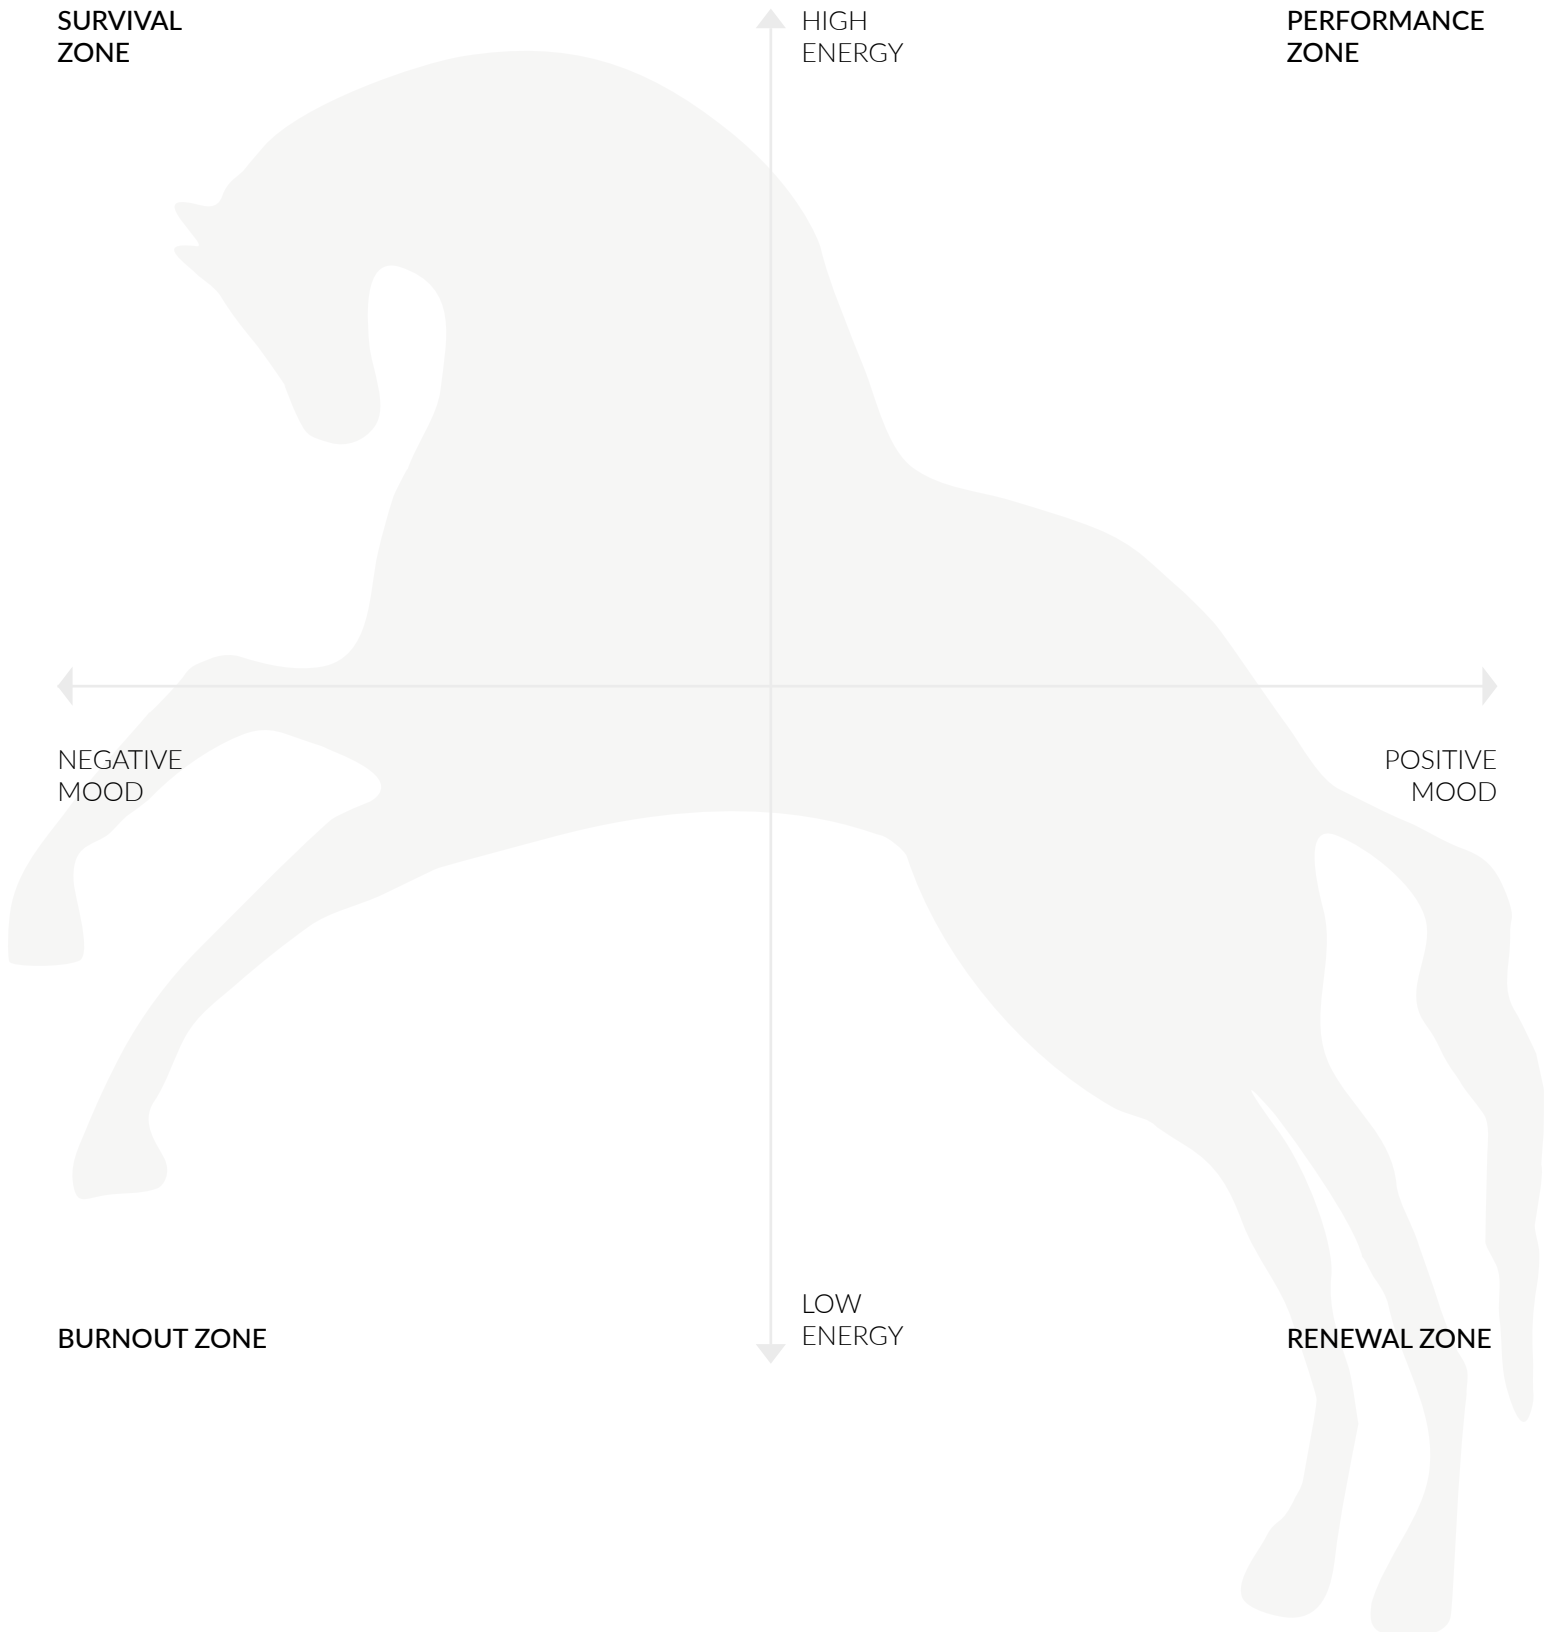 SURVIVAL
ZONE
HIGH
ENERGY
PERFORMANCE
ZONE
NEGATIVE
MOOD
POSITIVE
MOOD
LOW
ENERGY
BURNOUT ZONE
RENEWAL ZONE